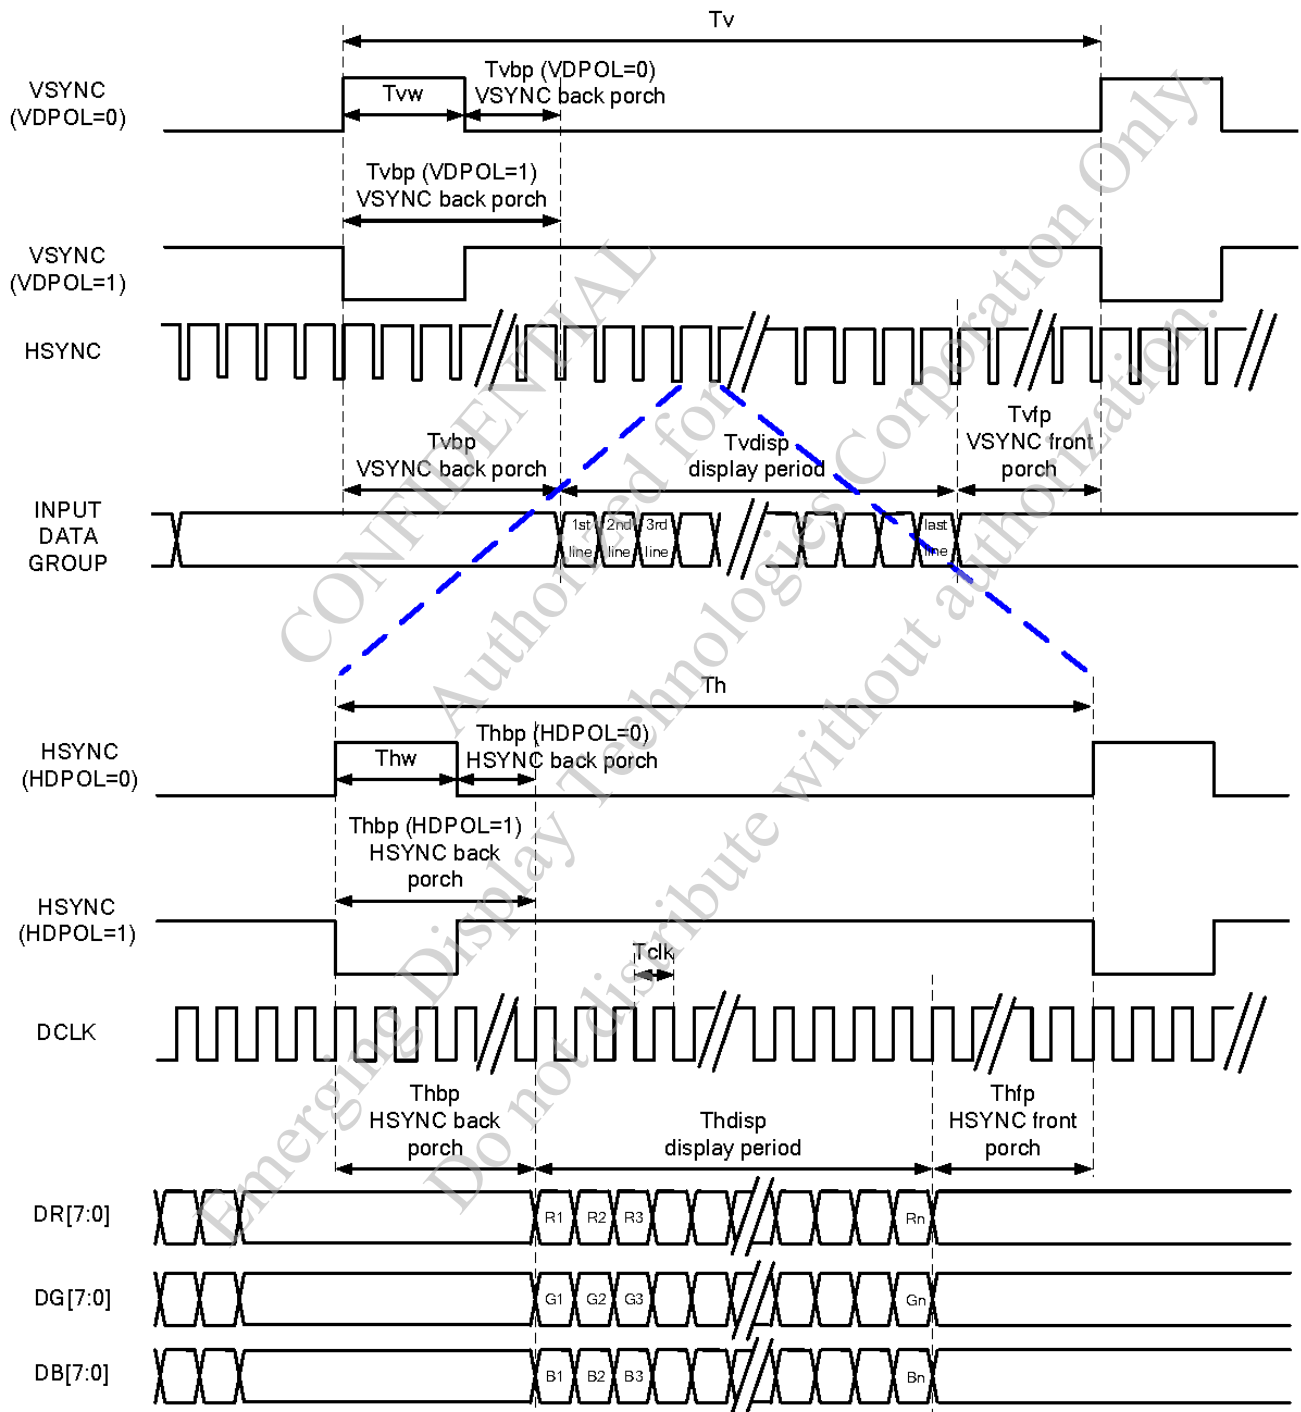 Tv
VSYNC
(VDPOL=0)
Tvw
Tvbp (VDPOL=0)
VSYNC back porch
Tvbp (VDPOL=1)
VSYNC back porch
VSYNC
(VDPOL=1)
HSYNC
Tvbp
VSYNC back porch
Tvdisp
display period
Tvfp
VSYNC front
porch
INPUT
DATA
GROUP
1st
line
2nd
line
3rd
line
last
line
Th
HSYNC
(HDPOL=0)
Thw
Thbp (HDPOL=0)
HSYNC back porch
Thbp (HDPOL=1)
HSYNC back
porch
HSYNC
(HDPOL=1)
Tclk
DCLK
Thbp
HSYNC back
porch
Thdisp
display period
Thfp
HSYNC front
porch
DR[7:0]
R1
R2
R3
Rn
DG[7:0]
G1
G2
G3
Gn
DB[7:0]
B1
B2
B3
Bn
CONFIDENTIAL
Authorized for
Emerging Display Technologies Corporation Only.
Do not distribute without authorization.